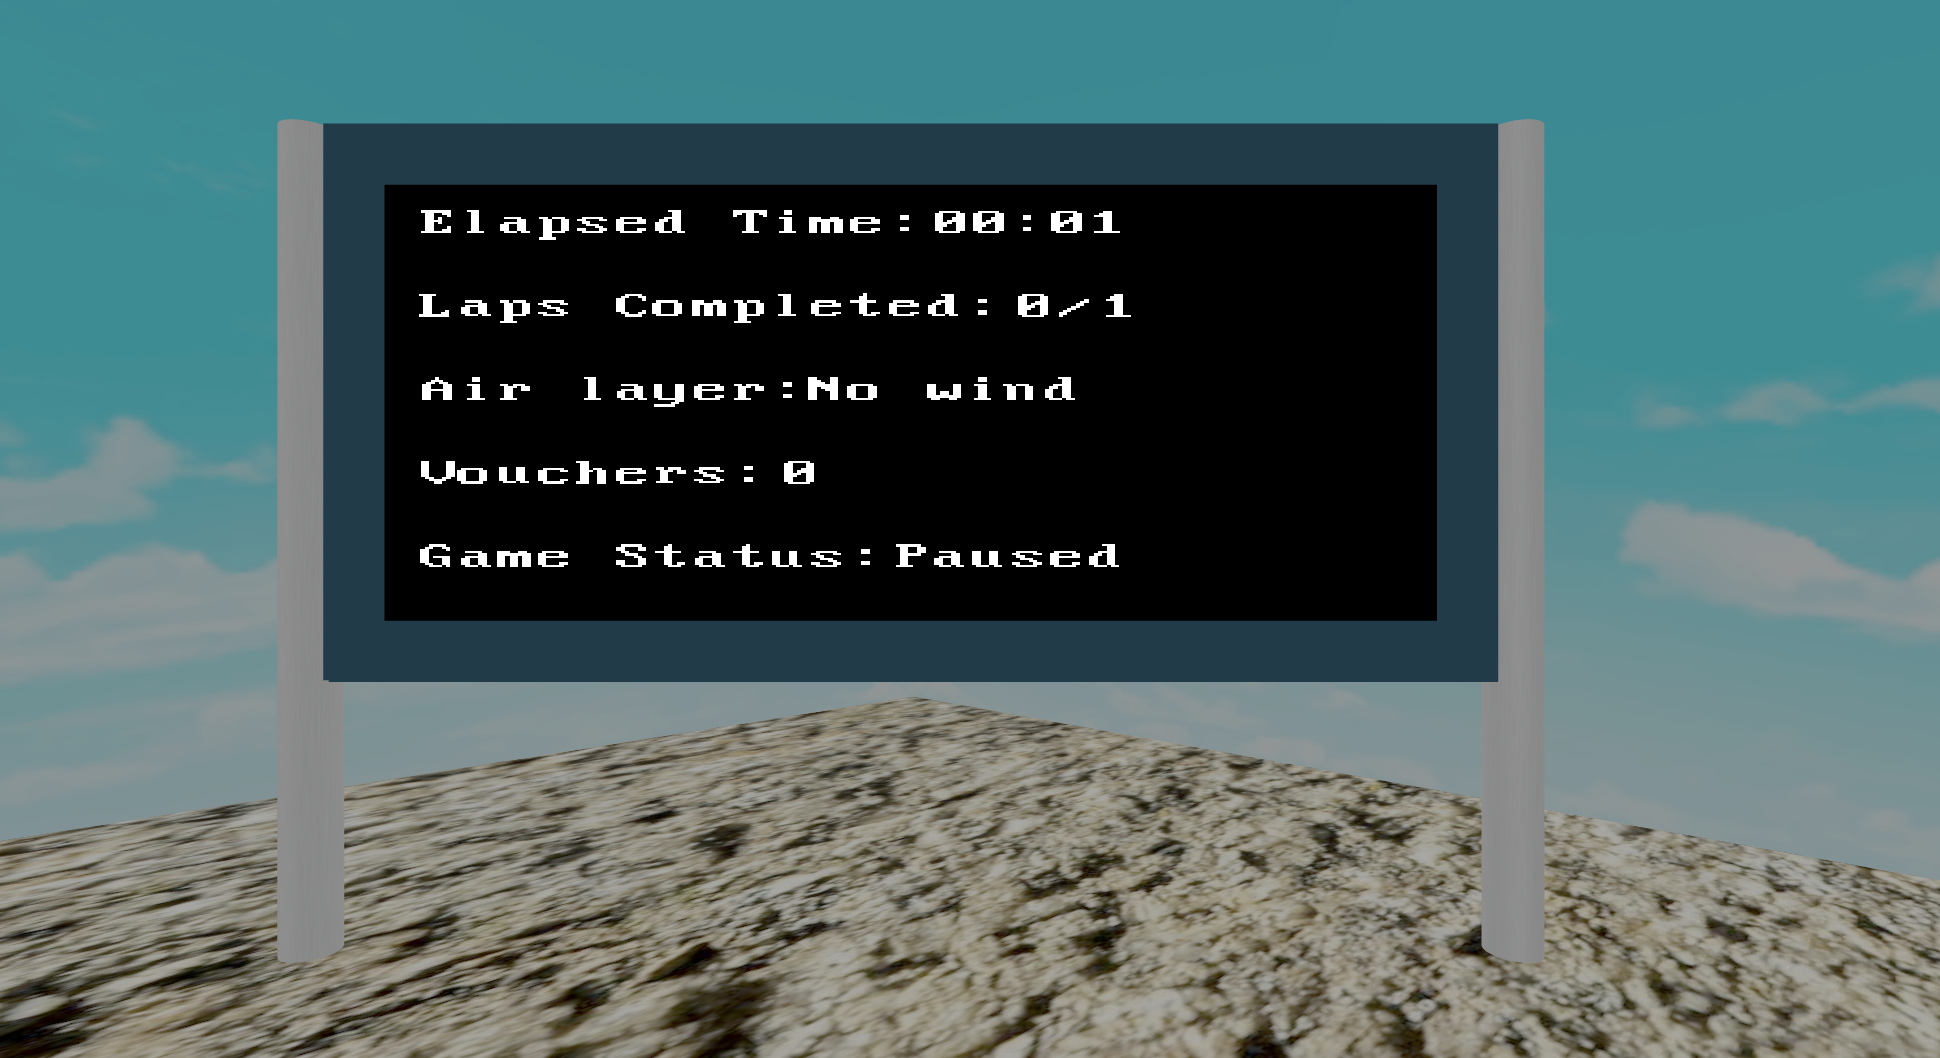 Elapsed Time:00:01
Laps Completed:0/1
Air layer:No wind
Vouchers:0
Game Status:Paused